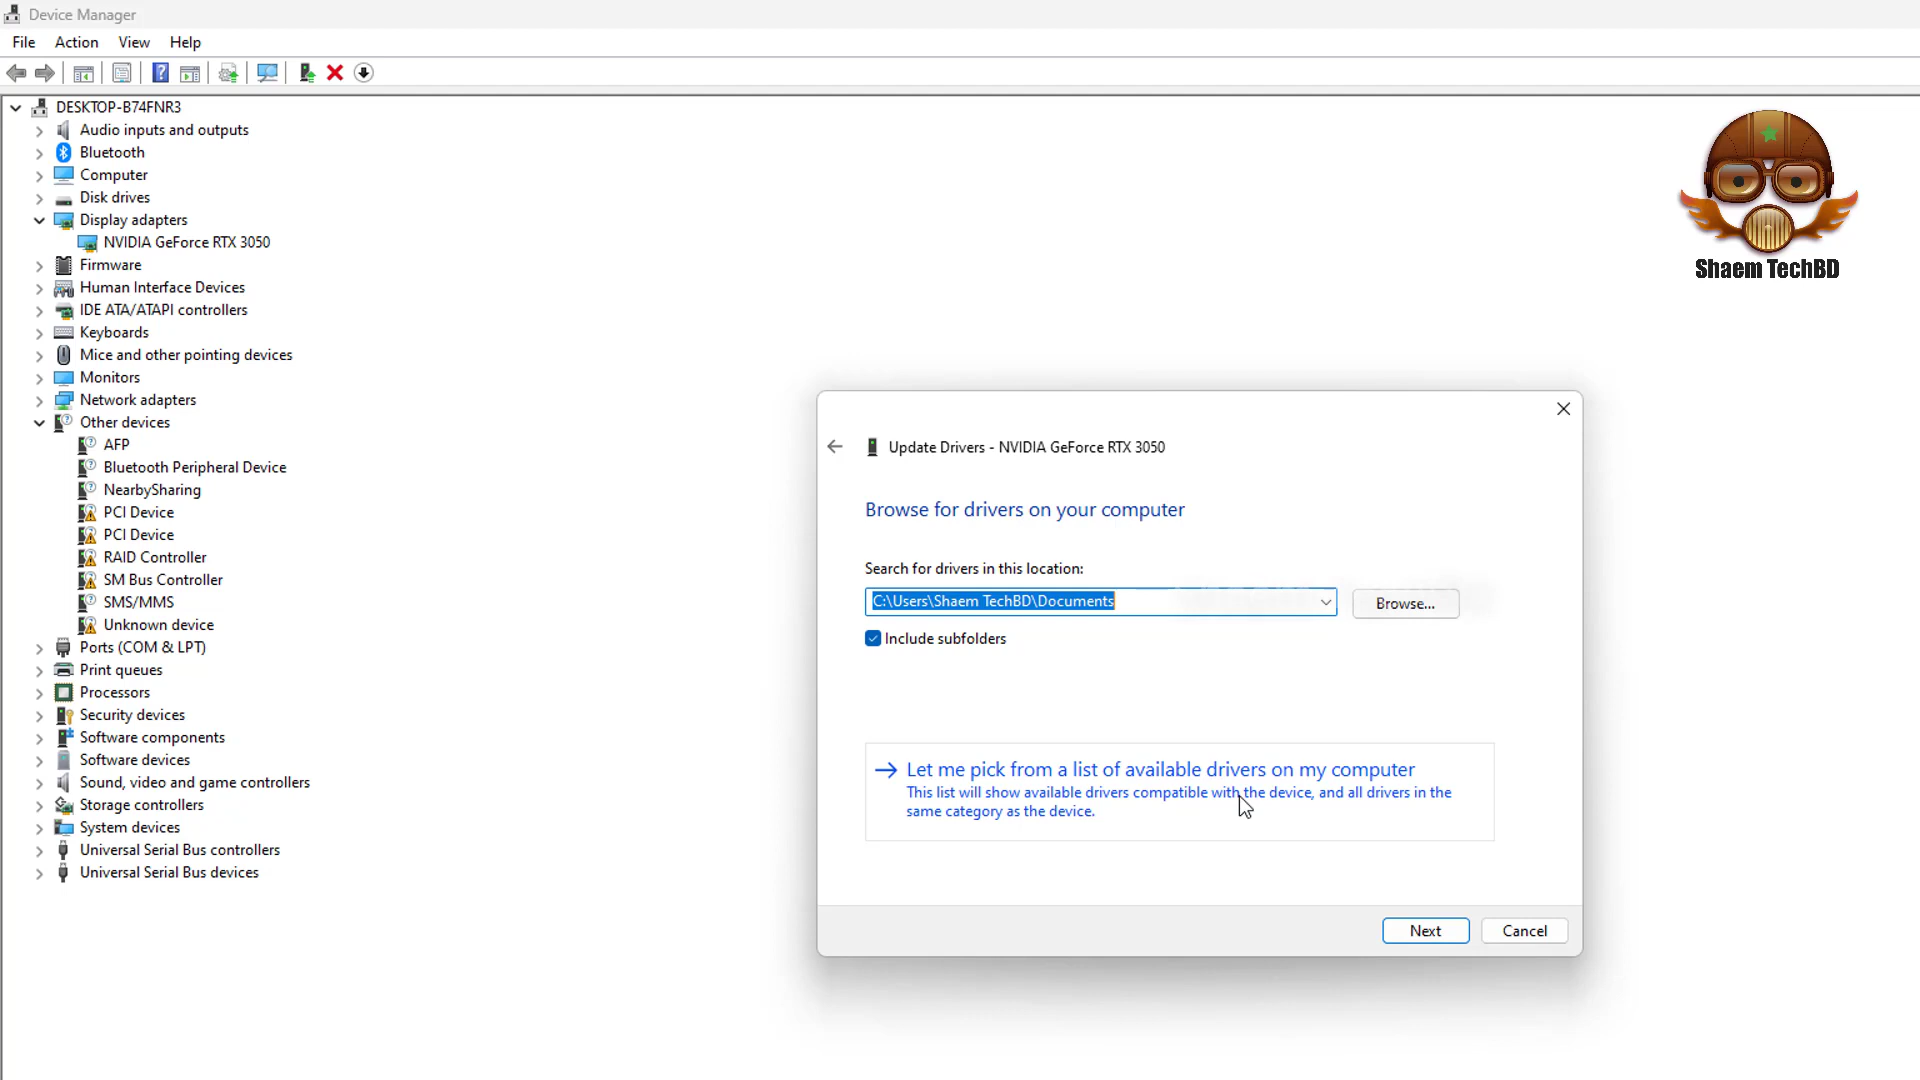 Device Manager
File Action View Help
DESKTOP-B74FNR3
Audio inputs and outputs
Bluetooth
Computer
Disk drives
Display adapters
NVIDIA GeForce RTX 3050
Firmware
Human Interface Devices
IDE ATA/ATAPI controllers
Keyboards
Mice and other pointing devices
Monitors
Network adapters
Other devices
AFP
Bluetooth Peripheral Device
NearbySharing
PCI Device
PCI Device
RAID Controller
SM Bus Controller
SMS/MMS
Unknown device
Ports (COM & LPT)
Print queues
Processors
Security devices
Software components
Software devices
Sound, video and game controllers
Storage controllers
System devices
Universal Serial Bus controllers
Universal Serial Bus devices
Shaem TechBD
Update Drivers - NVIDIA GeForce RTX 3050
Browse for drivers on your computer
Search for drivers in this location:
C:\Users\Shaem TechBD\Documents
Browse...
Include subfolders
Let me pick from a list of available drivers on my computer
This list will show available drivers compatible with the device, and all drivers in the
same category as the device.
Next Cancel